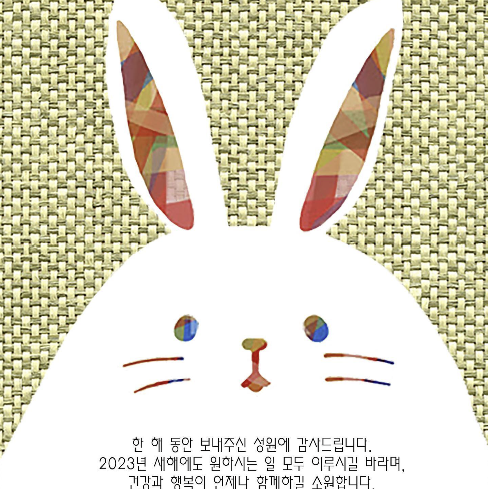 한 해 동안 보내주신 성원에 감사드립니다.
2023년 새해에도 원하시는 일 모두 이루시길 바라며,
건강과 행복이 언제나 함께하길 소원합니다.